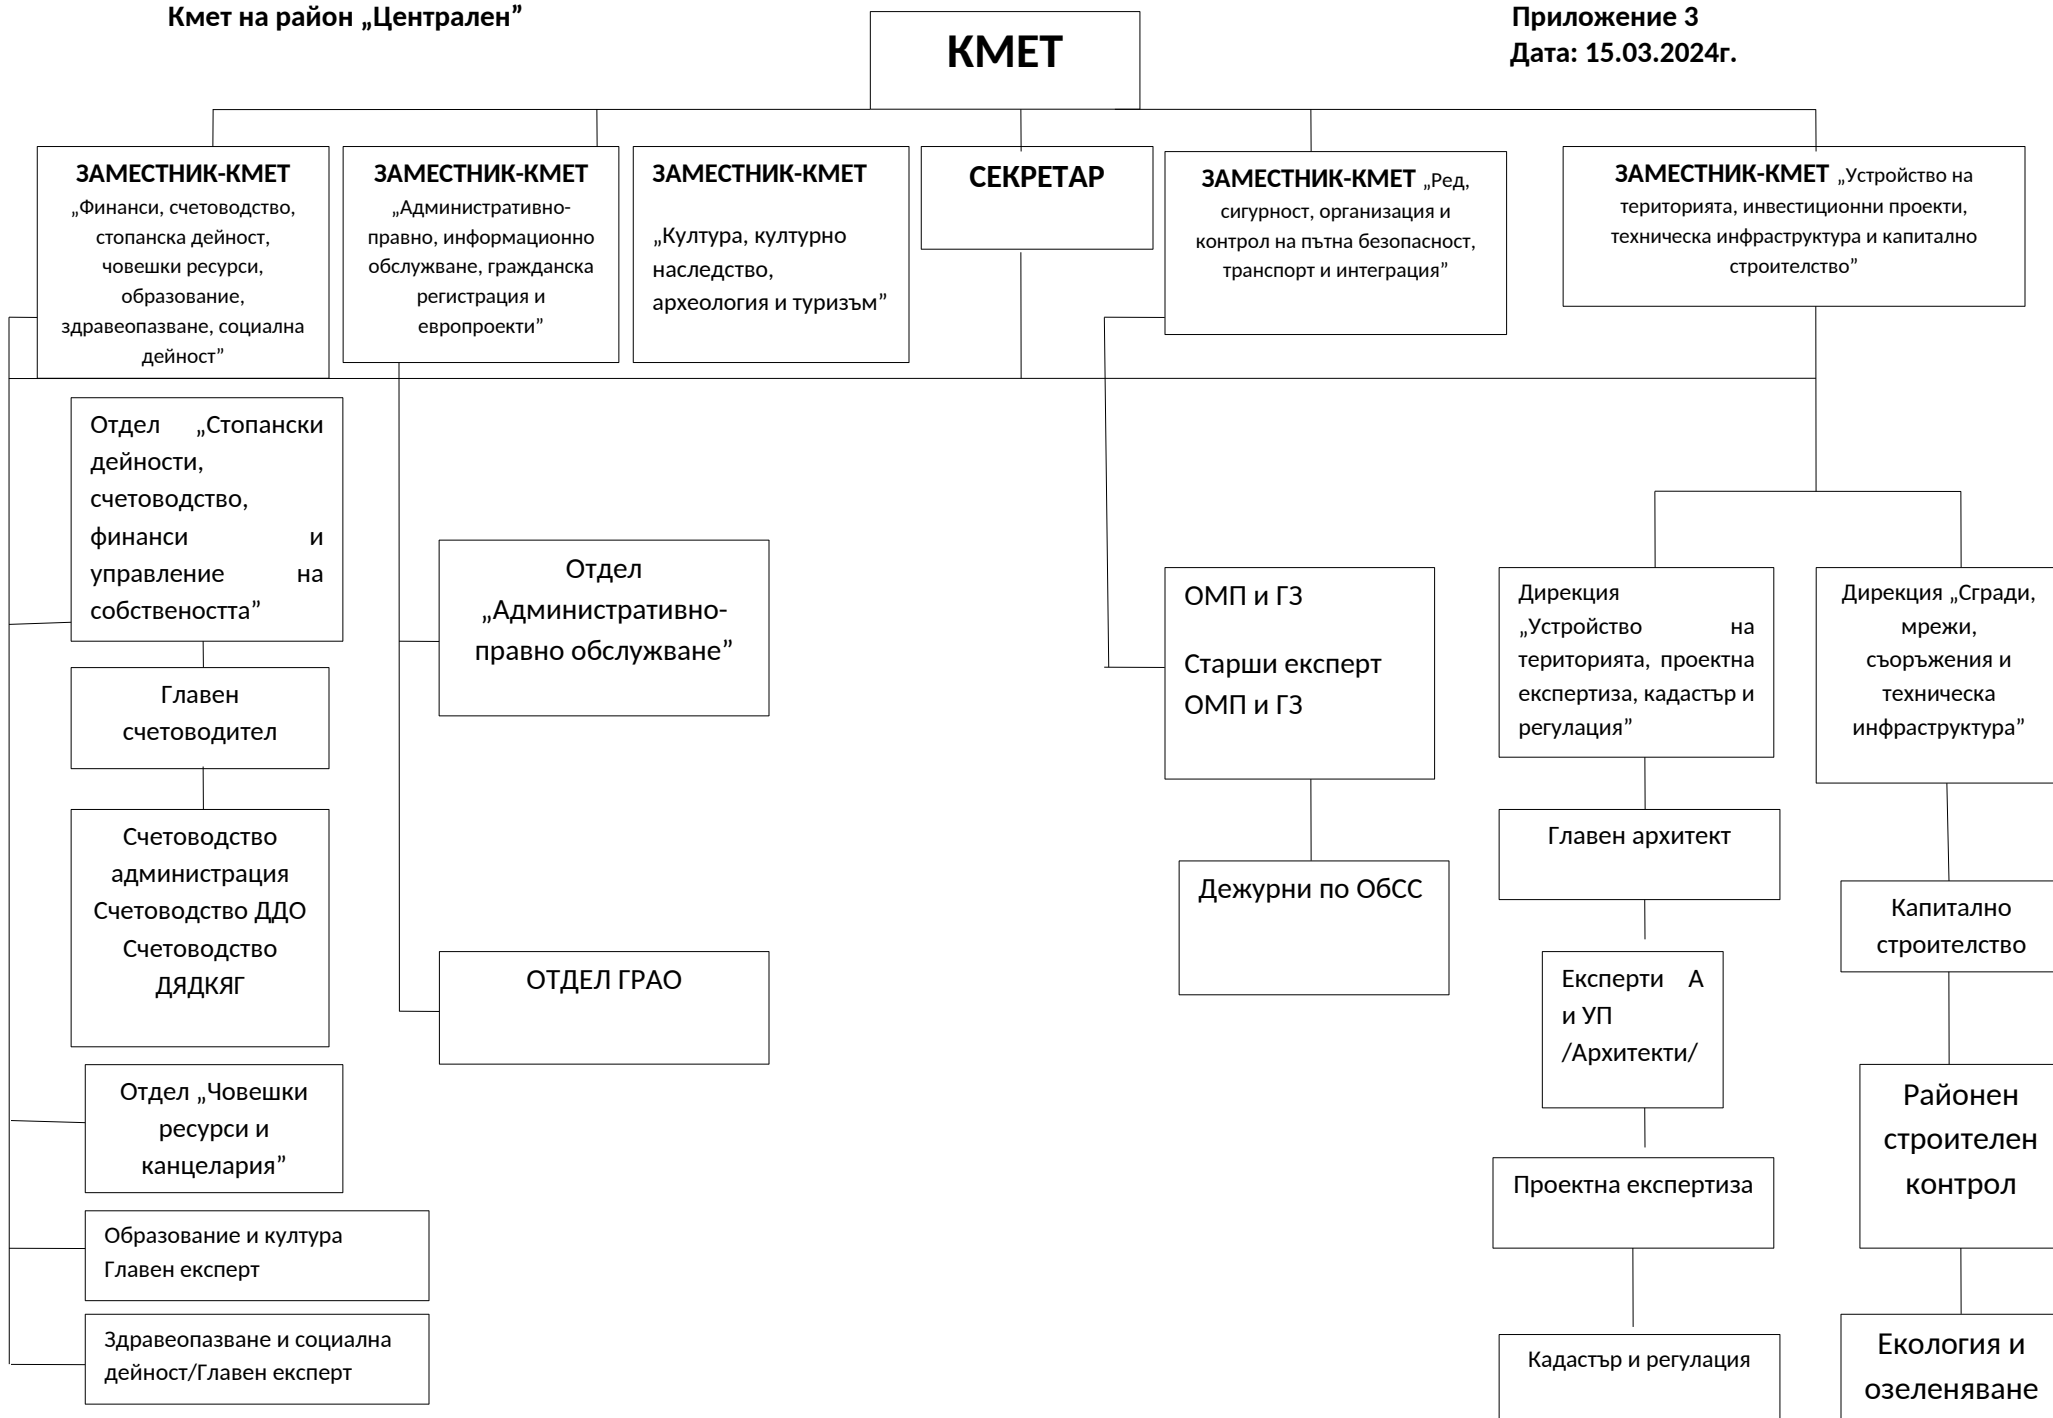 Кмет на район „Централен”
Приложение 3
Дата: 15.03.2024г.
КМЕТ
ЗАМЕСТНИК-КМЕТ
„Финанси, счетоводство,
стопанска дейност,
човешки ресурси,
образование,
здравеопазване, социална
дейност”
ЗАМЕСТНИК-КМЕТ
„Административно-
правно, информационно
обслужване, гражданска
регистрация и
европроекти”
ЗАМЕСТНИК-КМЕТ
„Култура, културно
наследство,
археология и туризъм”
СЕКРЕТАР
ЗАМЕСТНИК-КМЕТ „Ред,
сигурност, организация и
контрол на пътна безопасност,
транспорт и интеграция”
ЗАМЕСТНИК-КМЕТ „Устройство на
територията, инвестиционни проекти,
техническа инфраструктура и капитално
строителство”
Отдел „Стопански
дейности,
счетоводство,
финанси и
управление на
собствеността”
Главен
счетоводител
Счетоводство
администрация
Счетоводство ДДО
Счетоводство
ДЯДКЯГ
Отдел „Човешки
ресурси и
канцелария”
Образование и култура
Главен експерт
Здравеопазване и социална
дейност/Главен експерт
Отдел
„Административно-
правно обслужване”
ОТДЕЛ ГРАО
ОМП и ГЗ
Старши експерт
ОМП и ГЗ
Дежурни по ОбСС
Дирекция
„Устройство на
територията, проектна
експертиза, кадастър и
регулация”
Главен архитект
Експерти А
и УП
/Архитекти/
Проектна експертиза
Кадастър и регулация
Дирекция „Сгради,
мрежи,
съоръжения и
техническа
инфраструктура”
Капитално
строителство
Районен
строителен
контрол
Екология и
озеленяване